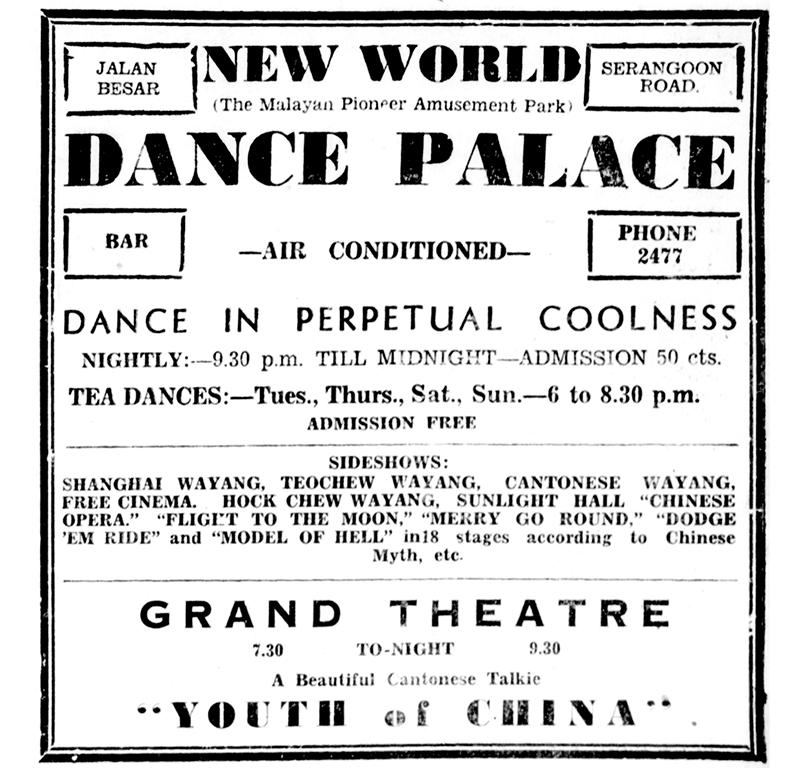 JALAN
BESAR
NEW WORLD
SERANGOON
ROAD.
(The Malayan Pioneer Amusement Park)
DANCE PALACE
BAR
—AIR CONDITIONED—
PHONE
2477
DANCE IN PERPETUAL COOLNESS
NIGHTLY:—9.30 p.m. TILL MIDNIGHT—ADMISSION 50 cts.
TEA DANCES:—Tues., Thurs., Sat., Sun.—6 to 8.30 p.m.
ADMISSION FREE
SIDESHOWS:
SHANGHAI WAYANG, TEOCHEW WAYANG, CANTONESE WAYANG,
FREE CINEMA. HOCK CHEW WAYANG, SUNLIGHT HALL "CHINESE
OPERA." "FLIGHT TO THE MOON," "MERRY GO ROUND," "DODGE
'EM RIDE" and "MODEL OF HELL" in18 stages according to Chinese
Myth, etc.
GRAND THEATRE
7.30 TO-NIGHT 9.30
A Beautiful Cantonese Talkie
"YOUTH of CHINA".